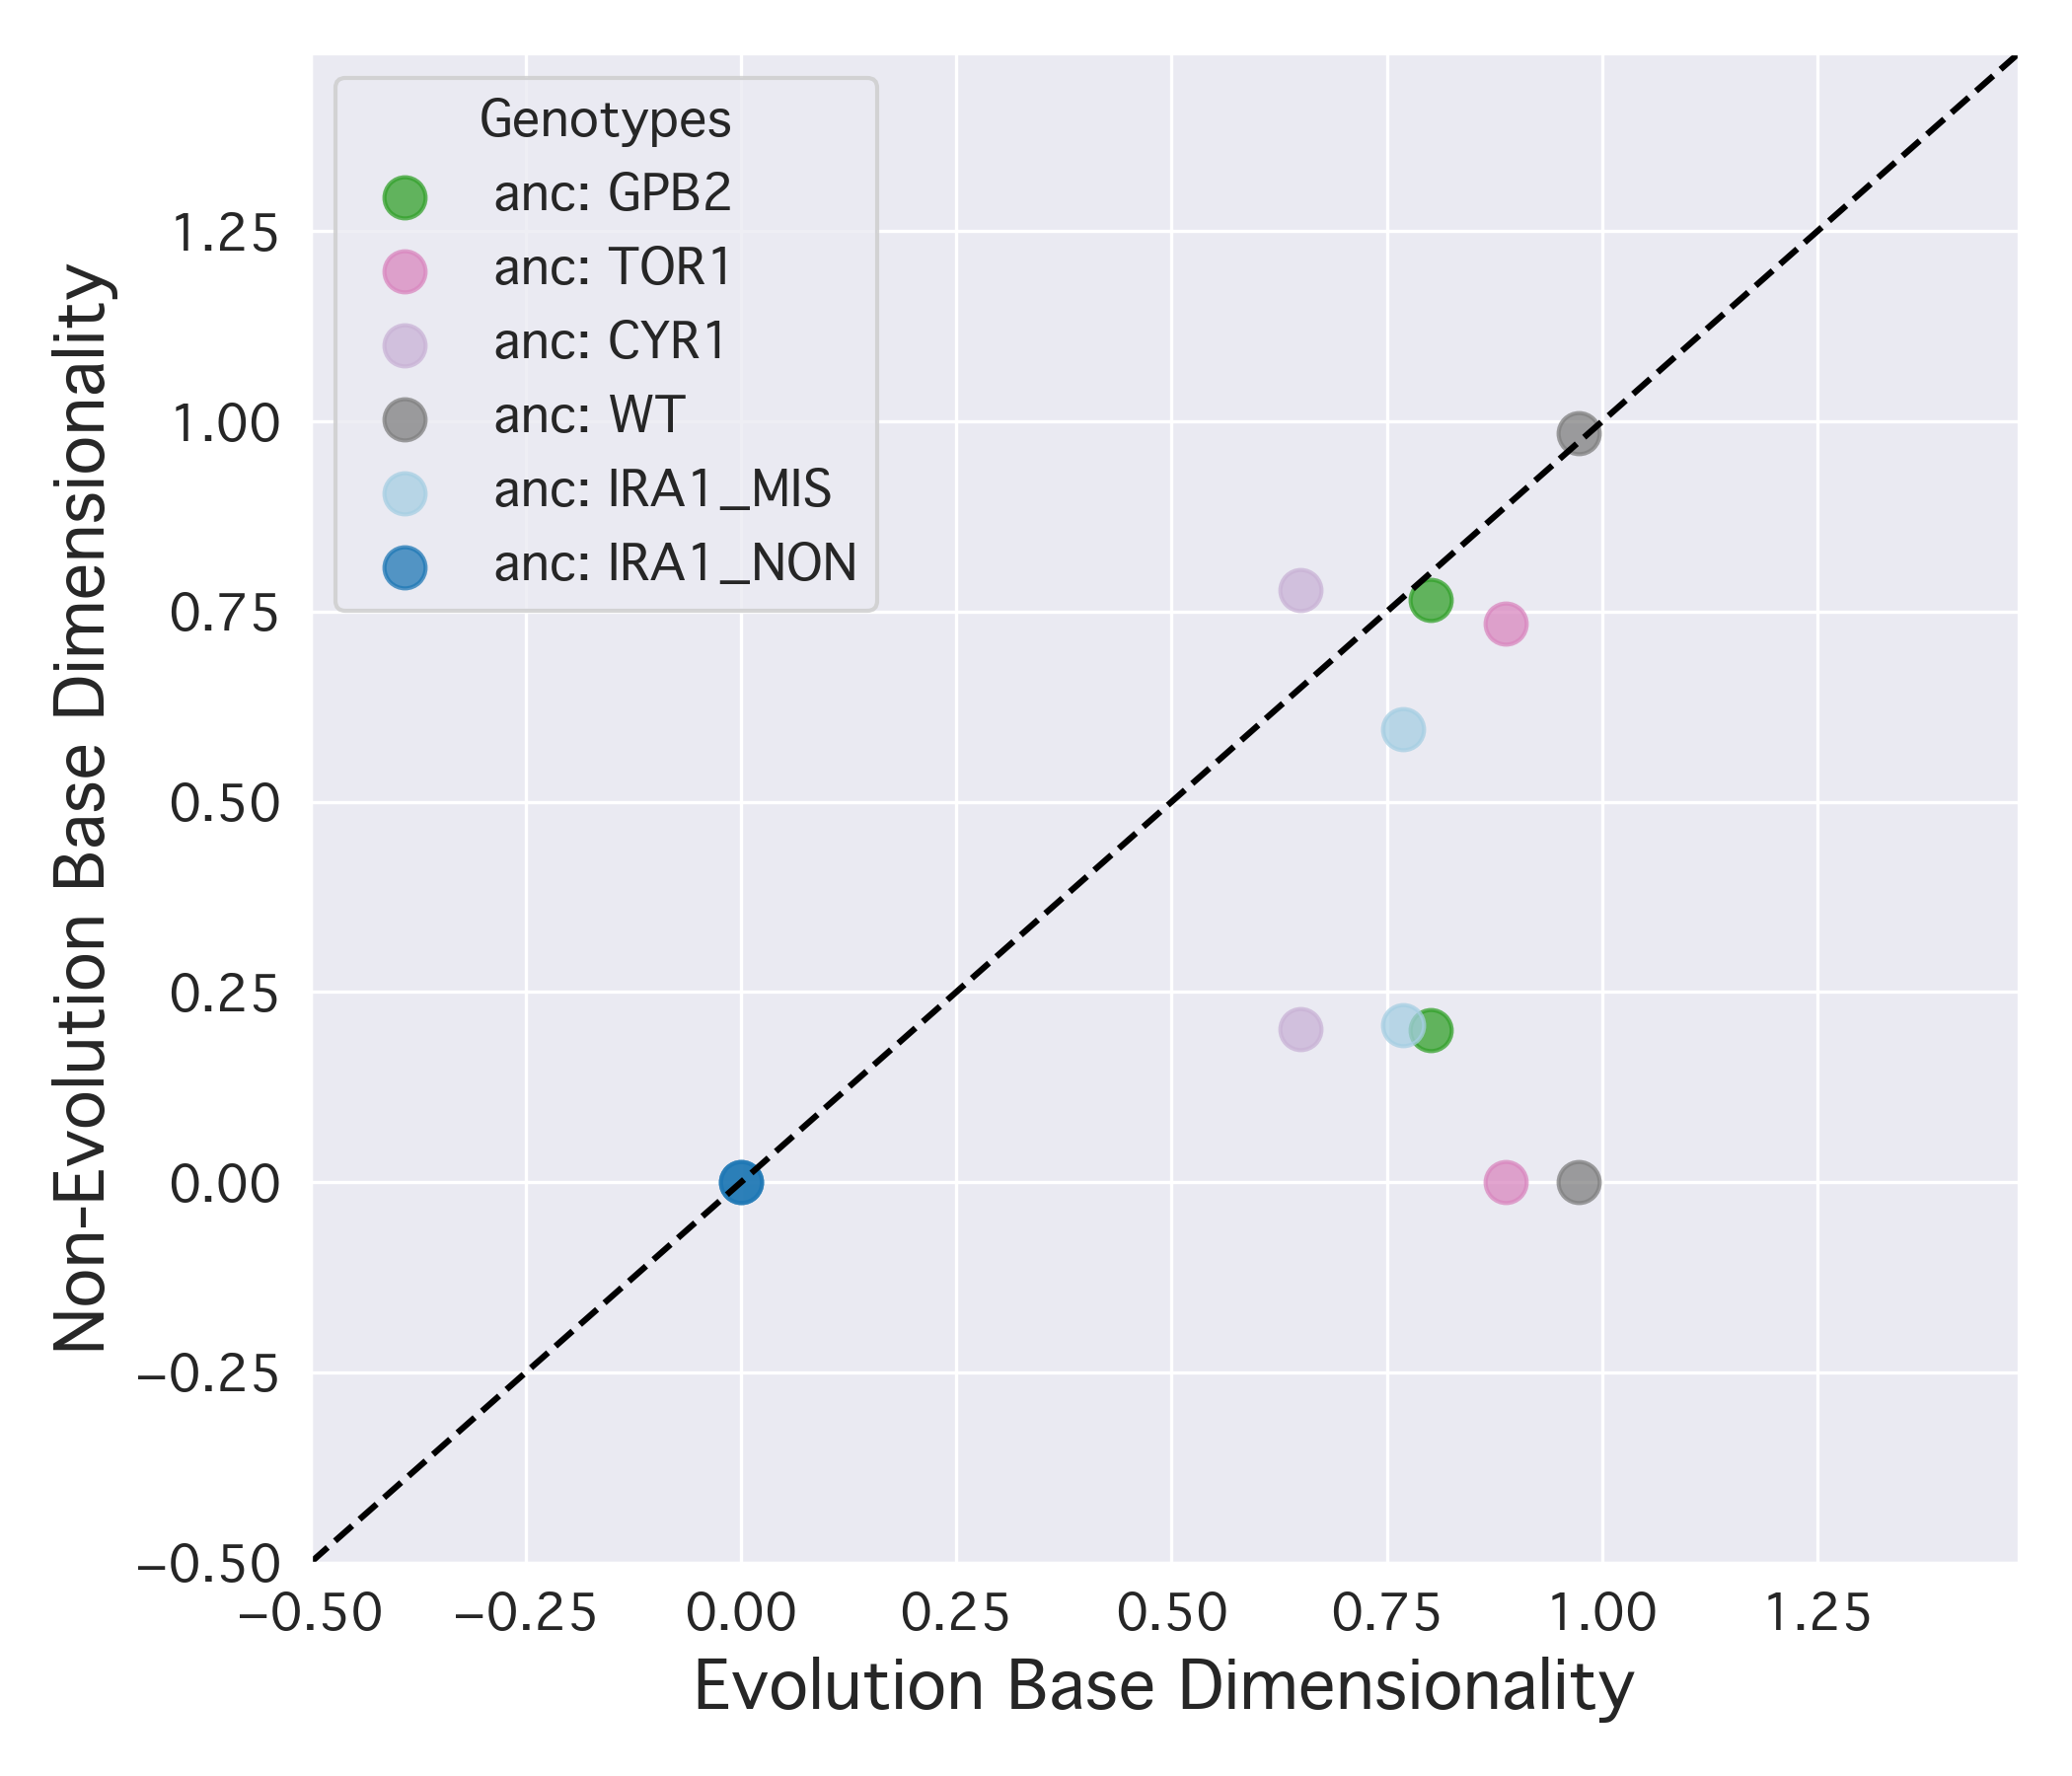 Genotypes
anc: GPB2
anc: TOR1
anc: CYR1
anc: WT
anc: IRA1_MIS
anc: IRA1_NON
Non-Evolution Base Dimensionality
1.25
1.00
0.75
0.50
0.25
0.00
−0.25
−0.50
−0.50 −0.25 0.00 0.25 0.50 0.75 1.00 1.25
Evolution Base Dimensionality